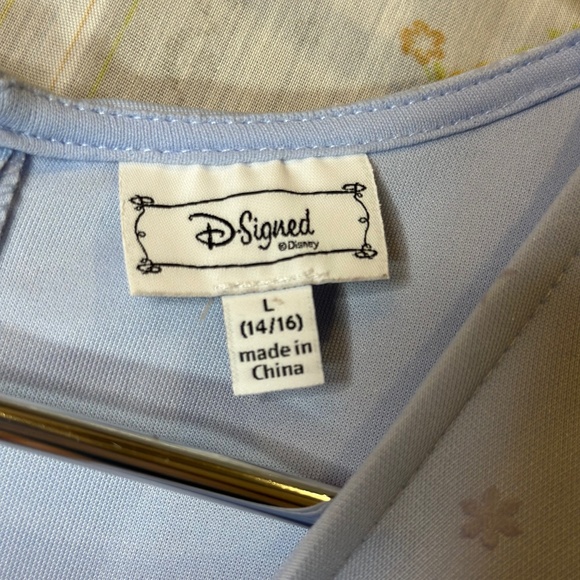 D-Signed
©Disney
L
(14/16)
made in
China